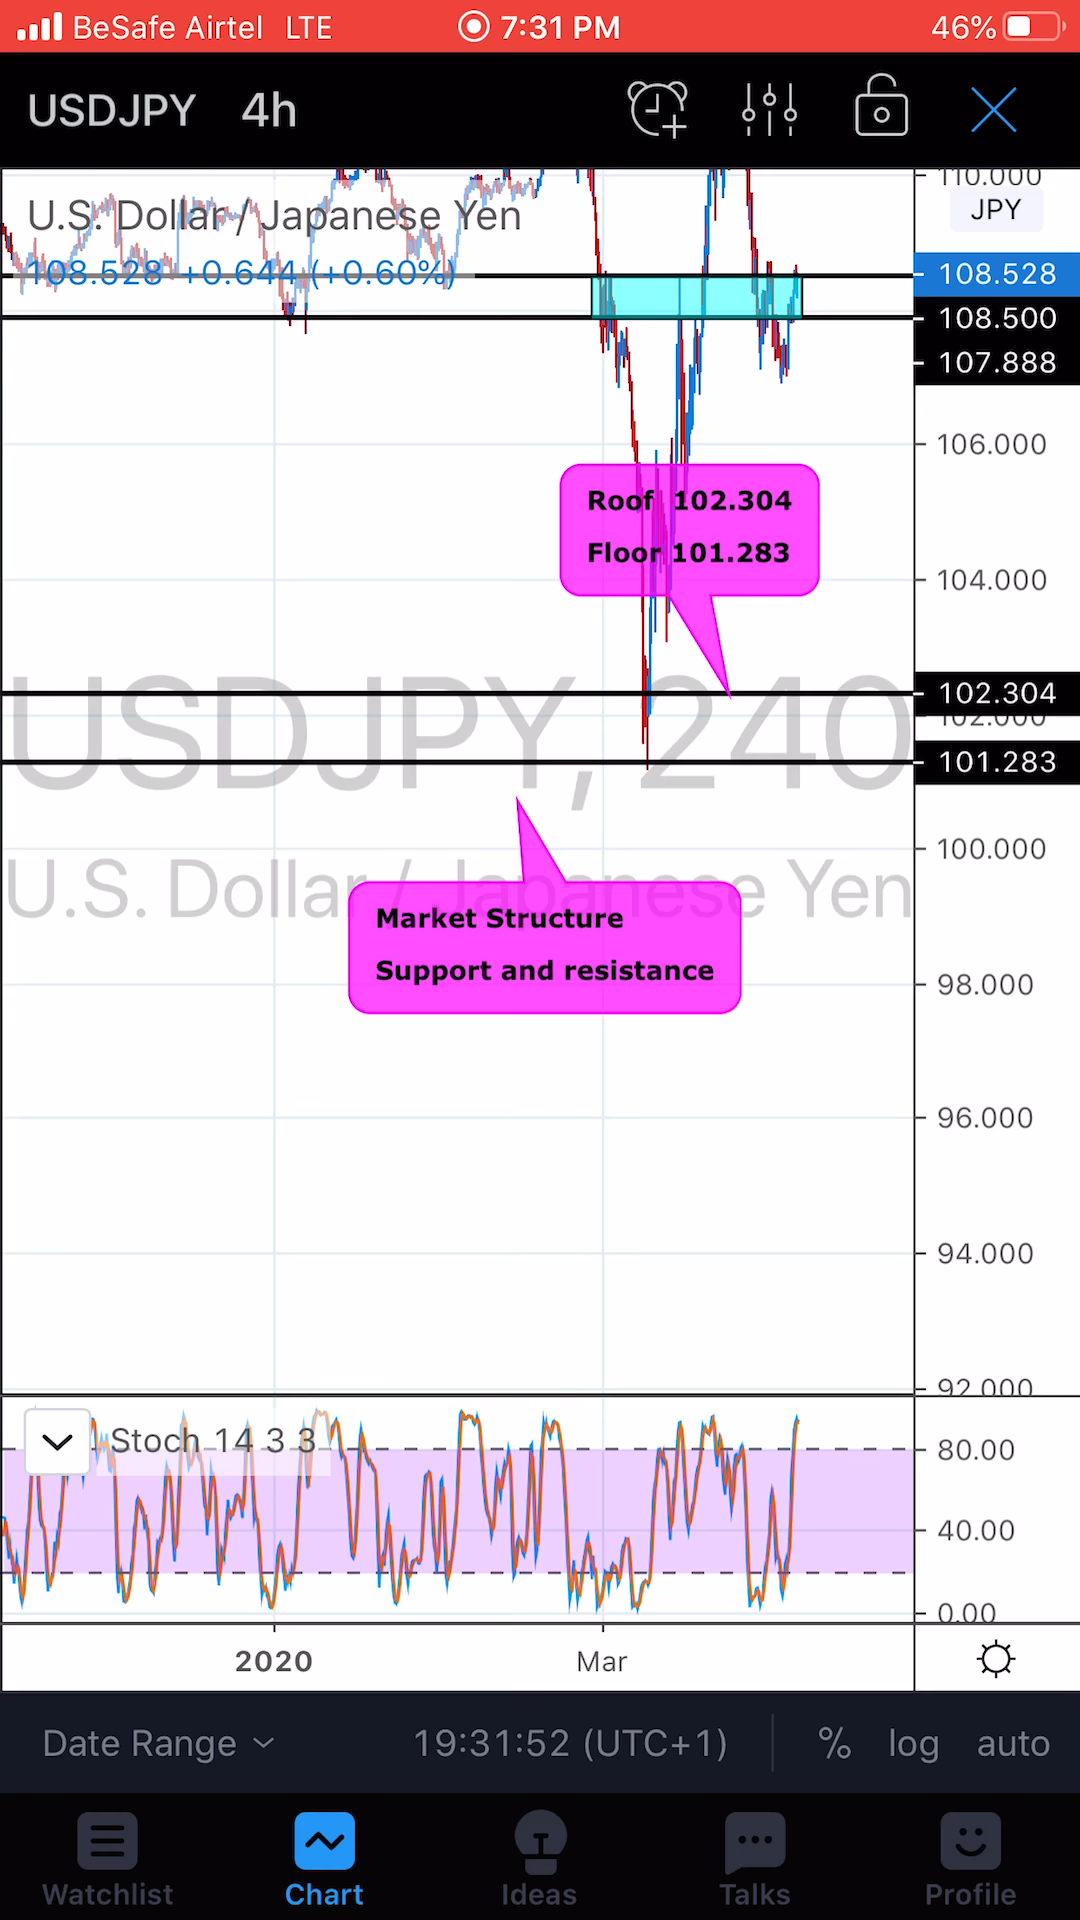 BeSafe Airtel LTE 7:31 PM 46%
USDJPY 4h
110.000
U.S. Dollar / Japanese Yen
JPY
108.528 +0.644 (+0.60%)
108.528
108.500
107.888
106.000
Roof 102.304
Floor 101.283
104.000
USDJPY, 240
102.304
102.000
101.283
100.000
U.S. Dollar / Japanese Yen
Market Structure
Support and resistance
98.000
96.000
94.000
92.000
Stoch 14 3 3
80.00
40.00
0.00
2020 Mar
Date Range 19:31:52 (UTC+1) % log auto
Watchlist Chart Ideas Talks Profile